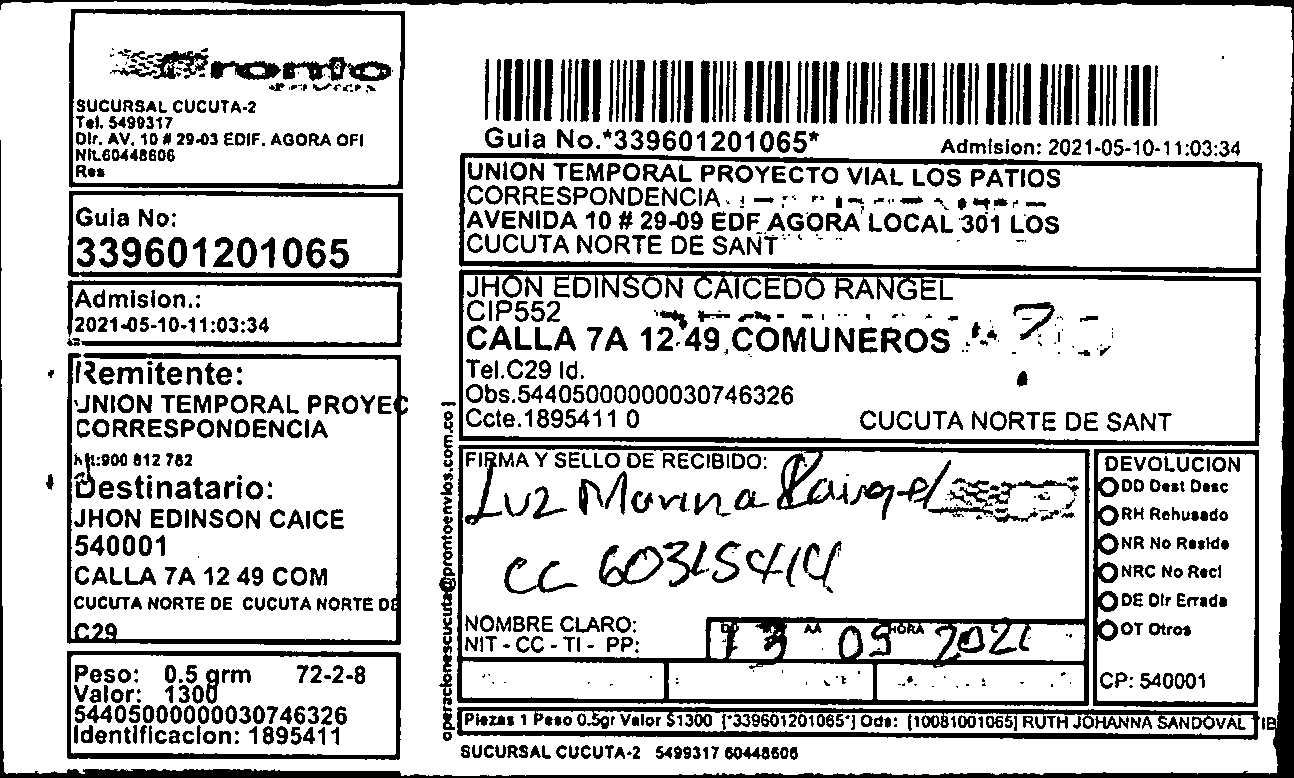 Pronto
SUCURSAL CUCUTA-2
Tel. 5499317
Dir. AV. 10 # 29-03 EDIF. AGORA OFI
Nit.60448606
Res
Guia No:
339601201065
Admision.:
2021-05-10-11:03:34
Remitente:
UNION TEMPORAL PROYEC
CORRESPONDENCIA
Nit:900 812 782
Destinatario:
JHON EDINSON CAICE
540001
CALLA 7A 12 49 COM
CUCUTA NORTE DE CUCUTA NORTE DE
C29
Peso: 0.5 grm 72-2-8
Valor: 1300
54405000000030746326
Identificacion: 1895411
Guia No.*339601201065*
Admision: 2021-05-10-11:03:34
UNION TEMPORAL PROYECTO VIAL LOS PATIOS
CORRESPONDENCIA
AVENIDA 10 # 29-09 EDF AGORA LOCAL 301 LOS
CUCUTA NORTE DE SANT
JHON EDINSON CAICEDO RANGEL
CIP552
CALLA 7A 12 49 COMUNEROS
Tel.C29 Id.
Obs.54405000000030746326
Ccte.1895411 0 CUCUTA NORTE DE SANT
operacionescucuta@prontoenvios.com.co
FIRMA Y SELLO DE RECIBIDO:
Luz Marina Rangel
CC 60315414
NOMBRE CLARO:
NIT - CC - TI - PP:
DD AA HORA
13 05 2021
DEVOLUCION
DD Dest Desc
RH Rehusado
NR No Reside
NRC No Recl
DE Dir Errada
OT Otros
CP: 540001
Piezas 1 Peso 0.5gr Valor $1300 [*339601201065*] Ods: [10081001065] RUTH JOHANNA SANDOVAL TIB
SUCURSAL CUCUTA-2 5499317 60448606